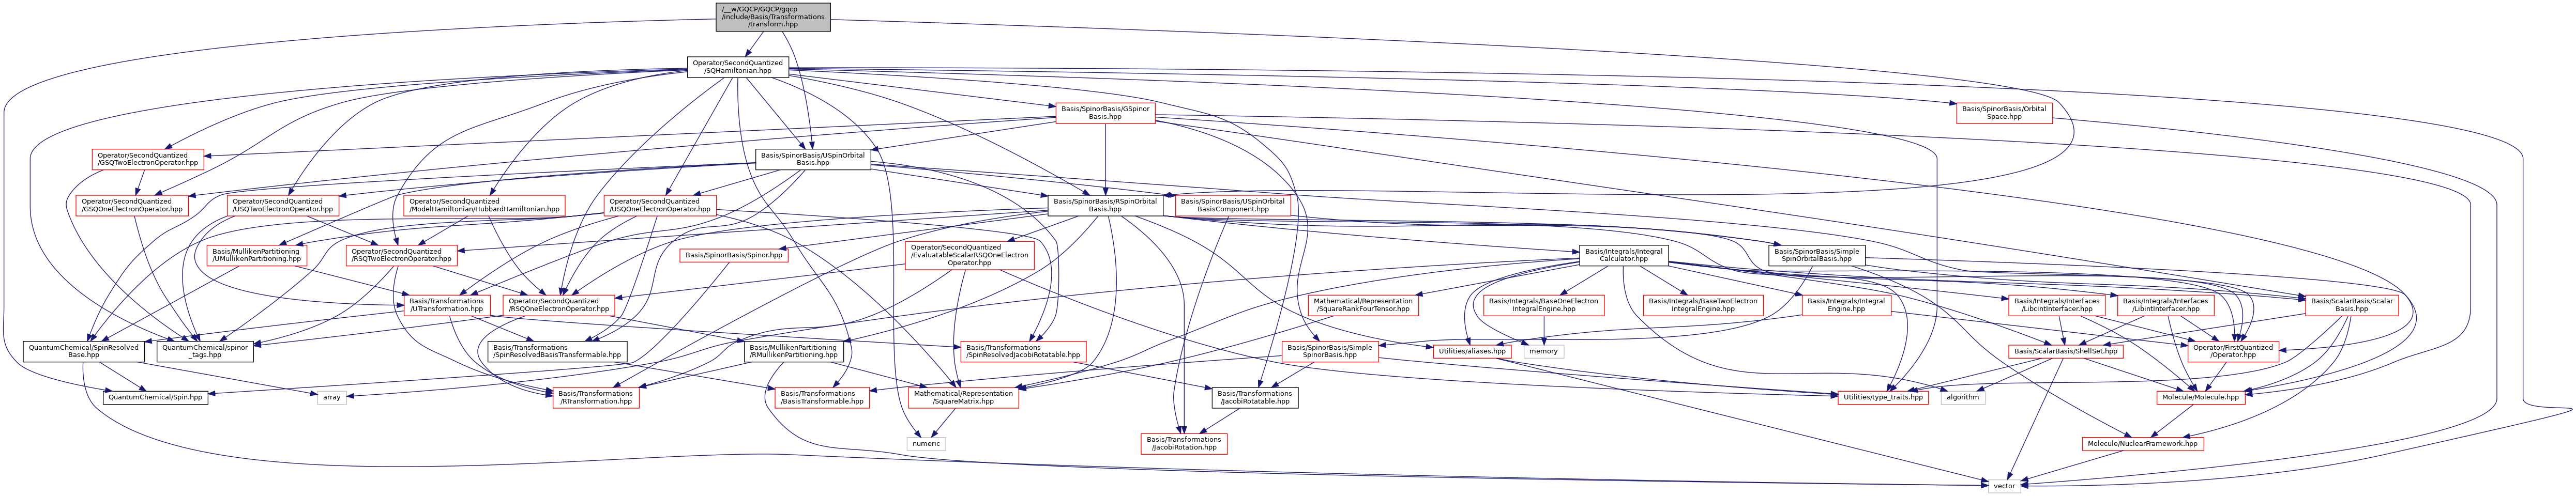 /__w/GQCP/GQCP/gqcp
/include/Basis/Transformations
/transform.hpp
Operator/SecondQuantized
/SQHamiltonian.hpp
Basis/SpinorBasis/GSpinor
Basis.hpp
Basis/SpinorBasis/Orbital
Space.hpp
Operator/SecondQuantized
/GSQTwoElectronOperator.hpp
Basis/SpinorBasis/USpinOrbital
Basis.hpp
Operator/SecondQuantized
/GSQOneElectronOperator.hpp
Operator/SecondQuantized
/USQTwoElectronOperator.hpp
Operator/SecondQuantized
/ModelHamiltonian/HubbardHamiltonian.hpp
Operator/SecondQuantized
/USQOneElectronOperator.hpp
Basis/SpinorBasis/RSpinOrbital
Basis.hpp
Basis/SpinorBasis/USpinOrbital
BasisComponent.hpp
Basis/MullikenPartitioning
/UMullikenPartitioning.hpp
Operator/SecondQuantized
/RSQTwoElectronOperator.hpp
Basis/SpinorBasis/Spinor.hpp
Operator/SecondQuantized
/EvaluatableScalarRSQOneElectron
Operator.hpp
Basis/Integrals/Integral
Calculator.hpp
Basis/SpinorBasis/Simple
SpinOrbitalBasis.hpp
Basis/Transformations
/UTransformation.hpp
Operator/SecondQuantized
/RSQOneElectronOperator.hpp
Mathematical/Representation
/SquareRankFourTensor.hpp
Basis/Integrals/BaseOneElectron
IntegralEngine.hpp
Basis/Integrals/BaseTwoElectron
IntegralEngine.hpp
Basis/Integrals/Integral
Engine.hpp
Basis/Integrals/Interfaces
/LibcintInterfacer.hpp
Basis/Integrals/Interfaces
/LibintInterfacer.hpp
Basis/ScalarBasis/Scalar
Basis.hpp
QuantumChemical/SpinResolved
Base.hpp
QuantumChemical/spinor
_tags.hpp
Basis/Transformations
/SpinResolvedBasisTransformable.hpp
Basis/MullikenPartitioning
/RMullikenPartitioning.hpp
Basis/Transformations
/SpinResolvedJacobiRotatable.hpp
Basis/SpinorBasis/Simple
SpinorBasis.hpp
Utilities/aliases.hpp
memory
Basis/ScalarBasis/ShellSet.hpp
Operator/FirstQuantized
/Operator.hpp
QuantumChemical/Spin.hpp
array
Basis/Transformations
/RTransformation.hpp
Basis/Transformations
/BasisTransformable.hpp
Mathematical/Representation
/SquareMatrix.hpp
Basis/Transformations
/JacobiRotatable.hpp
Utilities/type_traits.hpp
algorithm
Molecule/Molecule.hpp
numeric
Basis/Transformations
/JacobiRotation.hpp
Molecule/NuclearFramework.hpp
vector